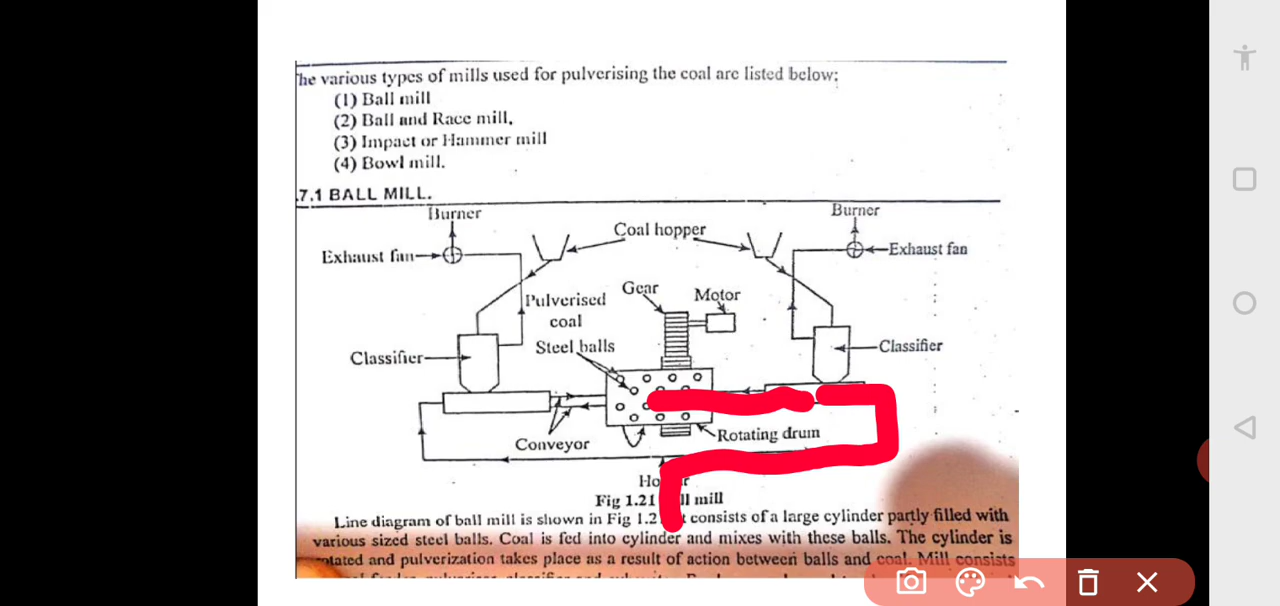 The various types of mills used for pulverising the coal are listed below:
(1) Ball mill
(2) Ball and Race mill,
(3) Impact or Hammer mill
(4) Bowl mill.
.7.1 BALL MILL.
Burner
Burner
Coal hopper
Exhaust fan
Exhaust fan
Gear
Motor
Pulverised
coal
Steel balls
Classifier
Classifier
Rotating drum
Conveyor
Fig 1.21 mill
Line diagram of ball mill is shown in Fig 1.2 consists of a large cylinder partly filled with
various sized steel balls. Coal is fed into cylinder and mixes with these balls. The cylinder is
rotated and pulverization takes place as a result of action between balls and coal. Mill consists